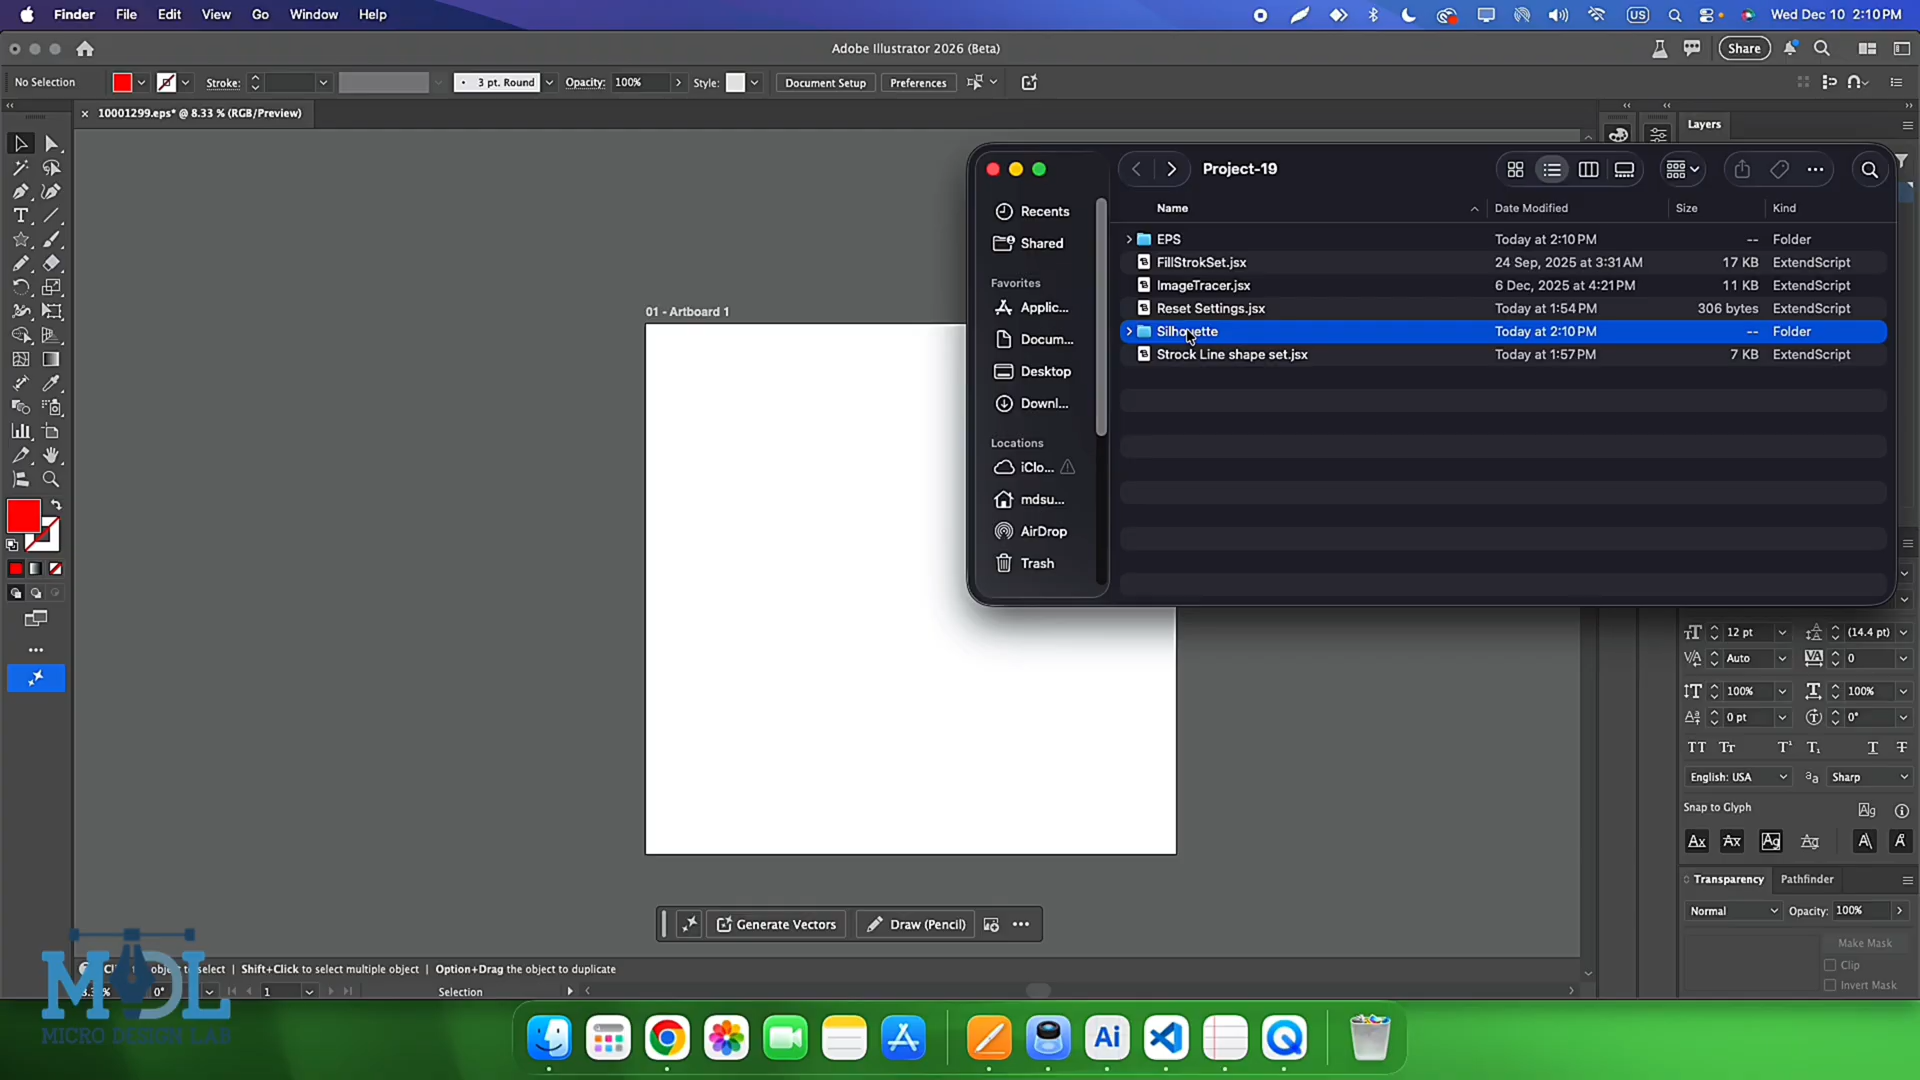 Finder File Edit View Go Window Help
US Wed Dec 10 2:10 PM
Adobe Illustrator 2026 (Beta)
Share
No Selection Stroke: 3 pt. Round Opacity: 100% Style: Document Setup Preferences
10001299.eps* @ 8.33 % (RGB/Preview)
Layers
Project-19
Name Date Modified Size Kind
Recents
Shared
Favorites
Applic...
Docum...
Desktop
Downl...
Locations
iClo...
mdsu...
AirDrop
Trash
EPS Today at 2:10 PM -- Folder
FillStrokSet.jsx 24 Sep, 2025 at 3:31 AM 17 KB ExtendScript
ImageTracer.jsx 6 Dec, 2025 at 4:21 PM 11 KB ExtendScript
Reset Settings.jsx Today at 1:54 PM 306 bytes ExtendScript
Silhouette Today at 2:10 PM -- Folder
Strock Line shape set.jsx Today at 1:57 PM 7 KB ExtendScript
01 - Artboard 1
12 pt (14.4 pt)
Auto 0
100% 100%
0 pt 0°
English: USA Sharp
Snap to Glyph
Transparency Pathfinder
Normal Opacity: 100%
Make Mask
Clip
Invert Mask
Generate Vectors Draw (Pencil)
to select | Shift+Click to select multiple object | Option+Drag the object to duplicate
0° 1 Selection
MDL
MICRO DESIGN LAB
Ai